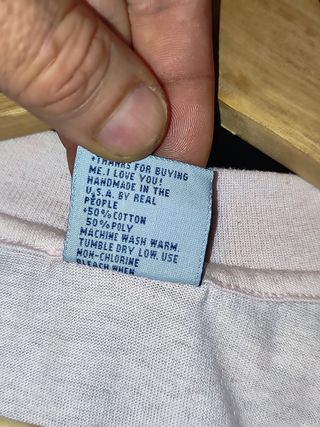 •THANKS FOR BUYING
ME.I LOVE YOU!
HANDMADE IN THE
U.S.A. BY REAL
PEOPLE
•50%COTTON
50%POLY
MACHINE WASH WARM.
TUMBLE DRY LOW. USE
NON-CHLORINE
BLEACH WHEN